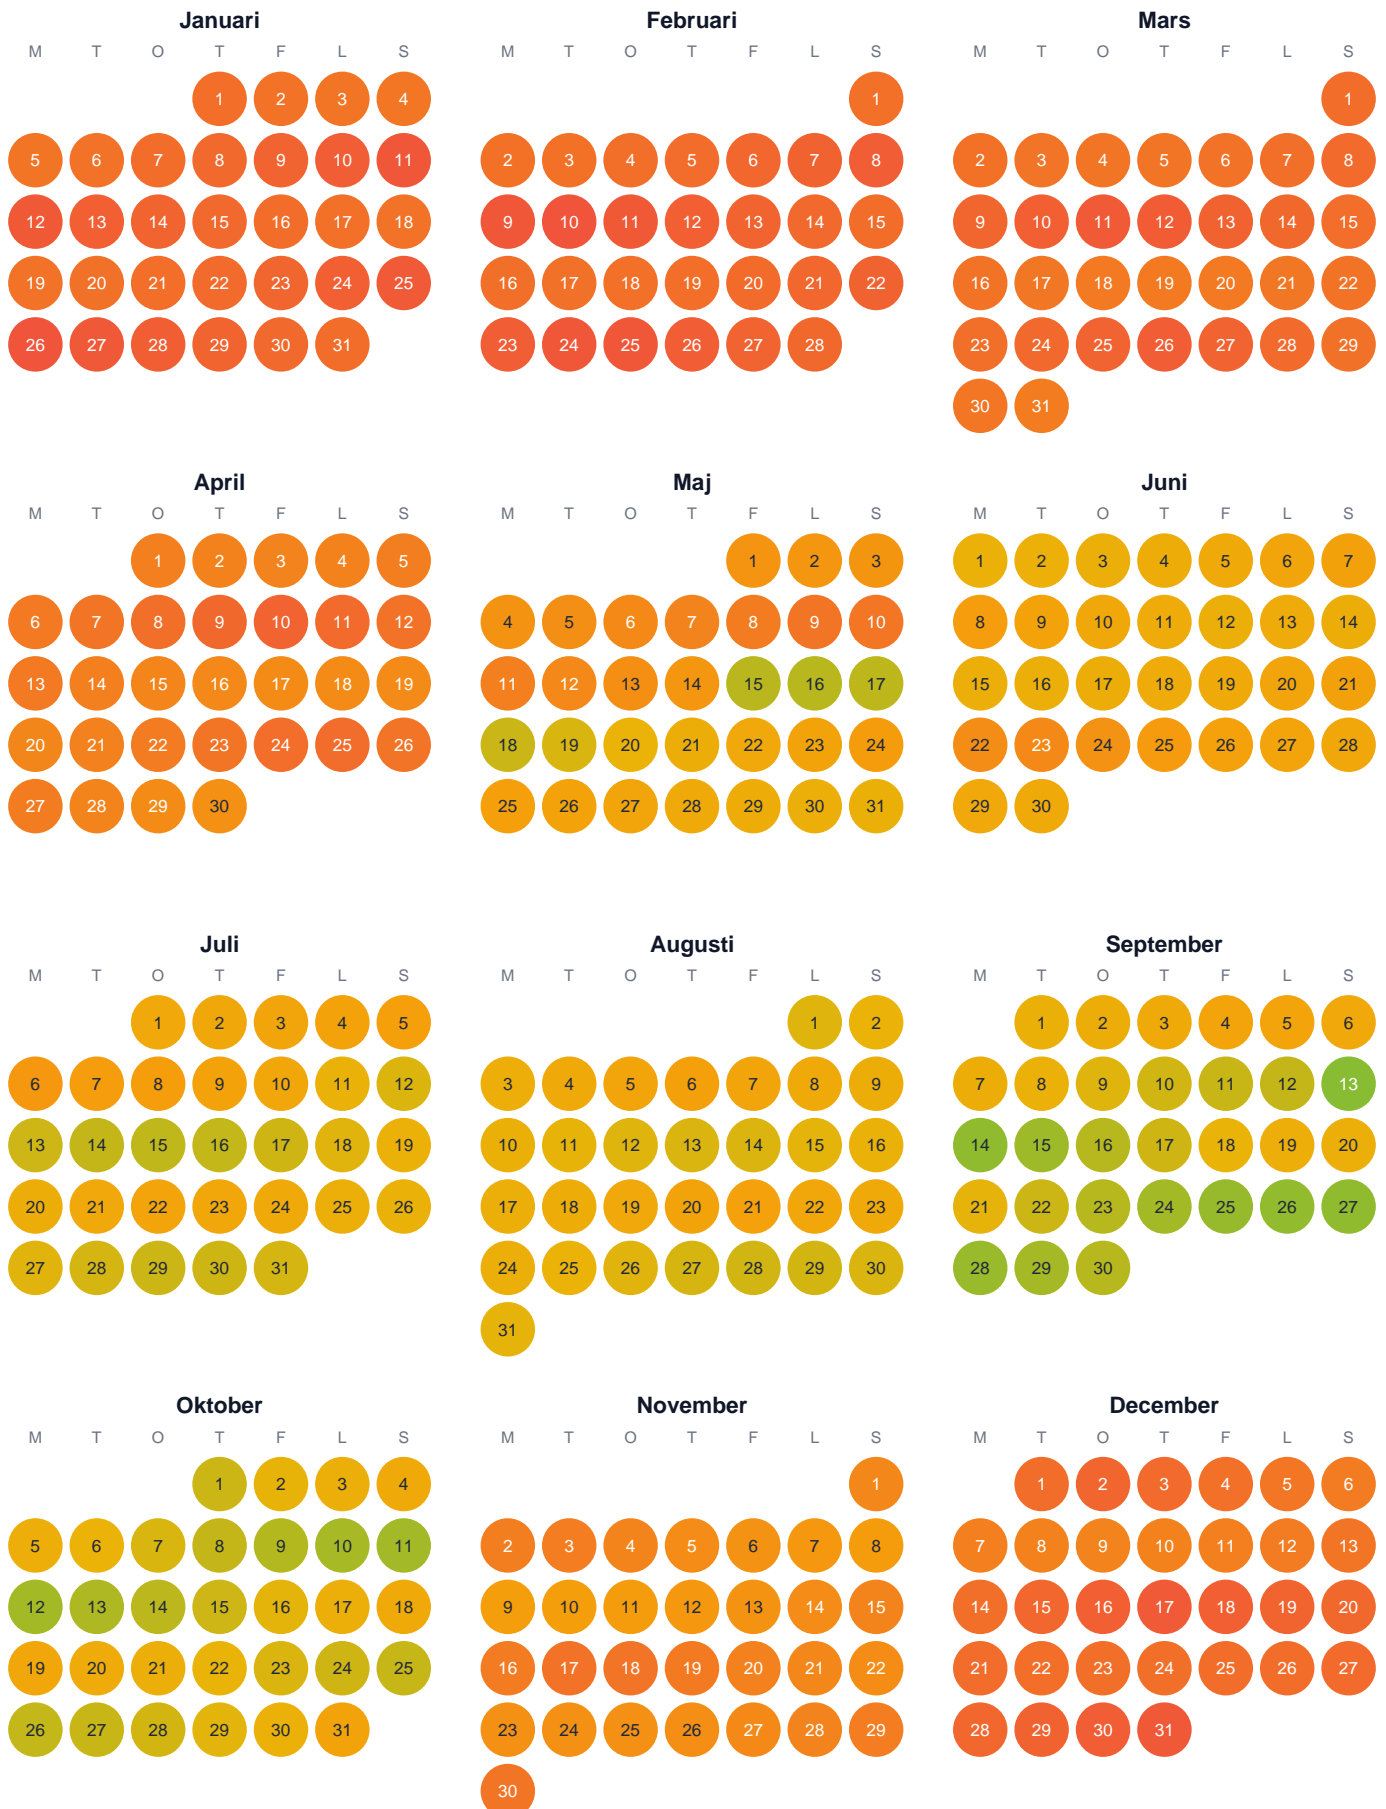 Januari Februari Mars
M T O T F L S M T O T F L S M T O T F L S
1 2 3 4 1 1
5 6 7 8 9 10 11 2 3 4 5 6 7 8 2 3 4 5 6 7 8
12 13 14 15 16 17 18 9 10 11 12 13 14 15 9 10 11 12 13 14 15
19 20 21 22 23 24 25 16 17 18 19 20 21 22 16 17 18 19 20 21 22
26 27 28 29 30 31 23 24 25 26 27 28 23 24 25 26 27 28 29
30 31
April Maj Juni
M T O T F L S M T O T F L S M T O T F L S
1 2 3 4 5 1 2 3 1 2 3 4 5 6 7
6 7 8 9 10 11 12 4 5 6 7 8 9 10 8 9 10 11 12 13 14
13 14 15 16 17 18 19 11 12 13 14 15 16 17 15 16 17 18 19 20 21
20 21 22 23 24 25 26 18 19 20 21 22 23 24 22 23 24 25 26 27 28
27 28 29 30 25 26 27 28 29 30 31 29 30
Juli Augusti September
M T O T F L S M T O T F L S M T O T F L S
1 2 3 4 5 1 2 1 2 3 4 5 6
6 7 8 9 10 11 12 3 4 5 6 7 8 9 7 8 9 10 11 12 13
13 14 15 16 17 18 19 10 11 12 13 14 15 16 14 15 16 17 18 19 20
20 21 22 23 24 25 26 17 18 19 20 21 22 23 21 22 23 24 25 26 27
27 28 29 30 31 24 25 26 27 28 29 30 28 29 30
31
Oktober November December
M T O T F L S M T O T F L S M T O T F L S
1 2 3 4 1 1 2 3 4 5 6
5 6 7 8 9 10 11 2 3 4 5 6 7 8 7 8 9 10 11 12 13
12 13 14 15 16 17 18 9 10 11 12 13 14 15 14 15 16 17 18 19 20
19 20 21 22 23 24 25 16 17 18 19 20 21 22 21 22 23 24 25 26 27
26 27 28 29 30 31 23 24 25 26 27 28 29 28 29 30 31
30